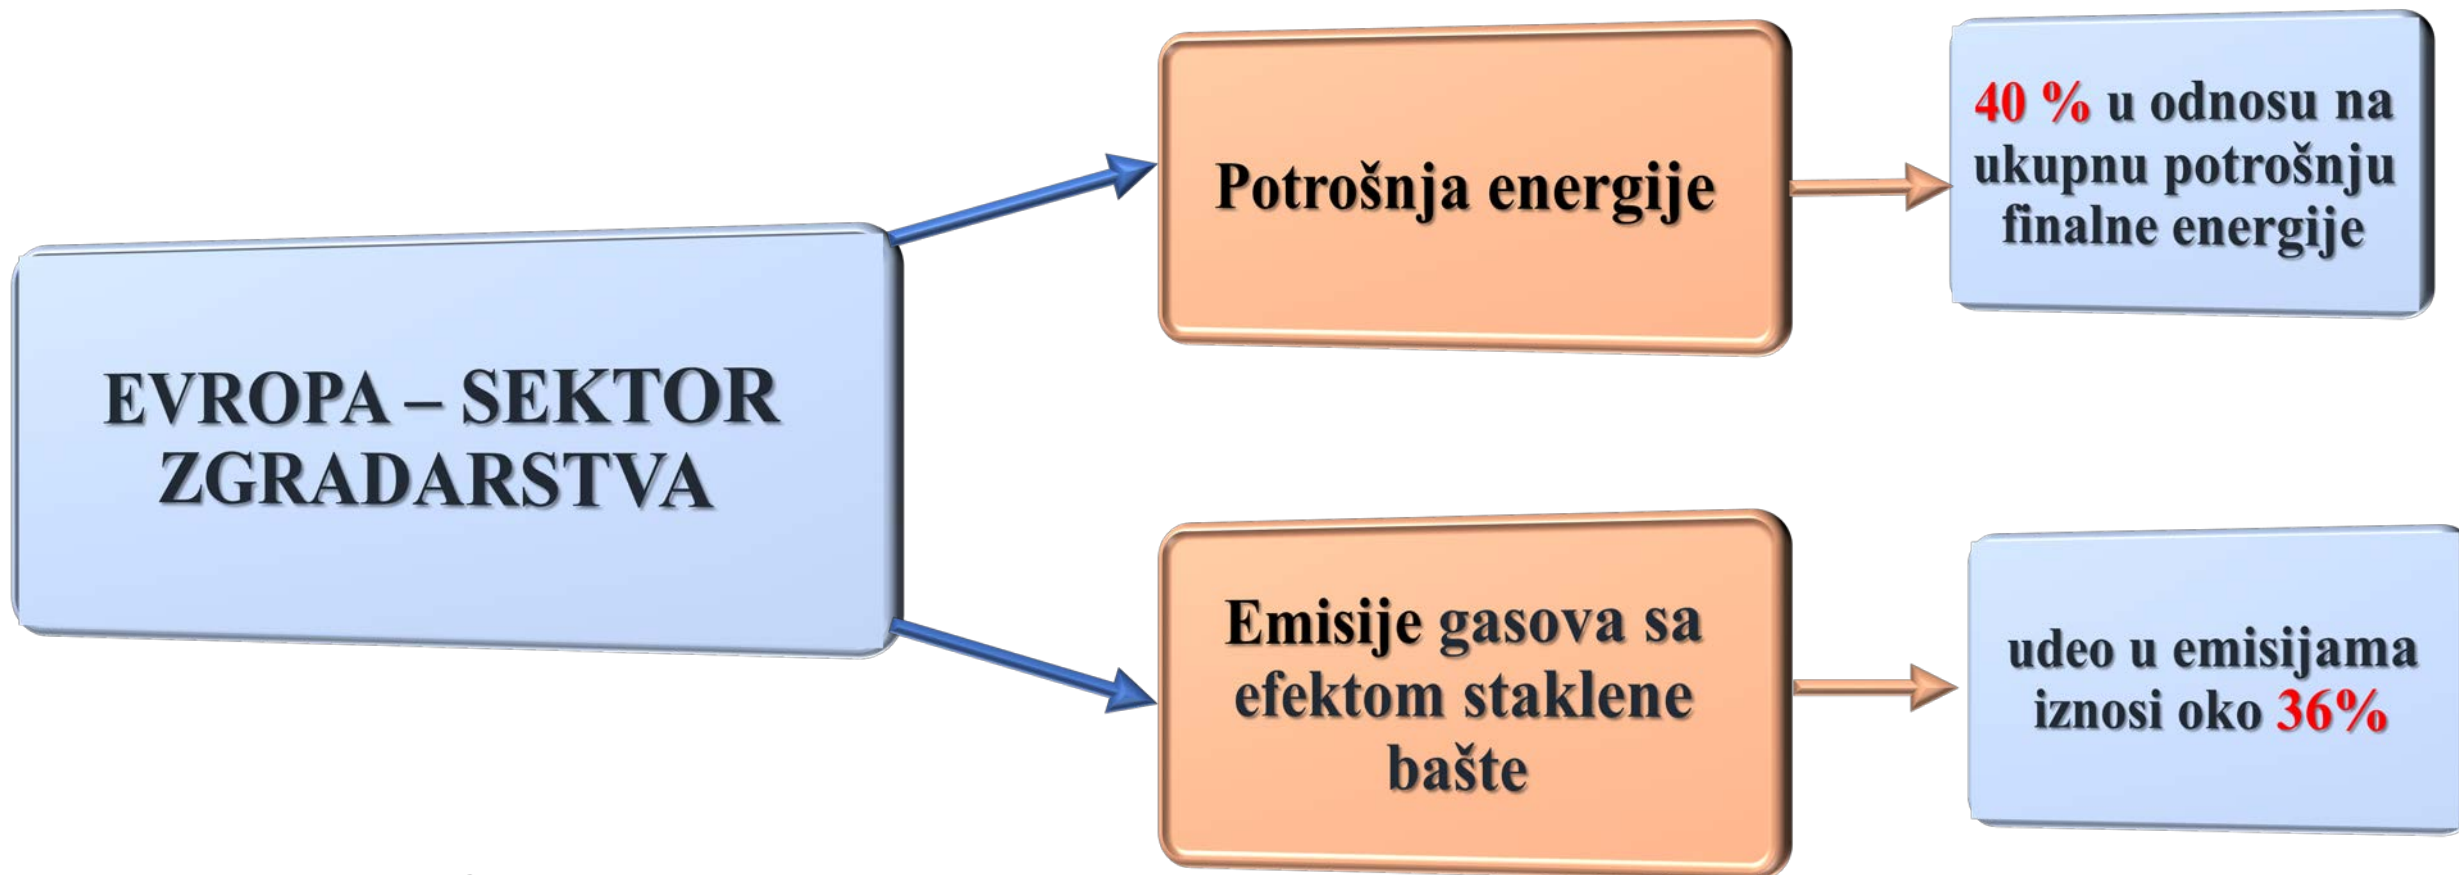 EVROPA – SEKTOR
ZGRADARSTVA
Potrošnja energije
40 % u odnosu na
ukupnu potrošnju
finalne energije
Emisije gasova sa
efektom staklene
bašte
udeo u emisijama
iznosi oko 36%